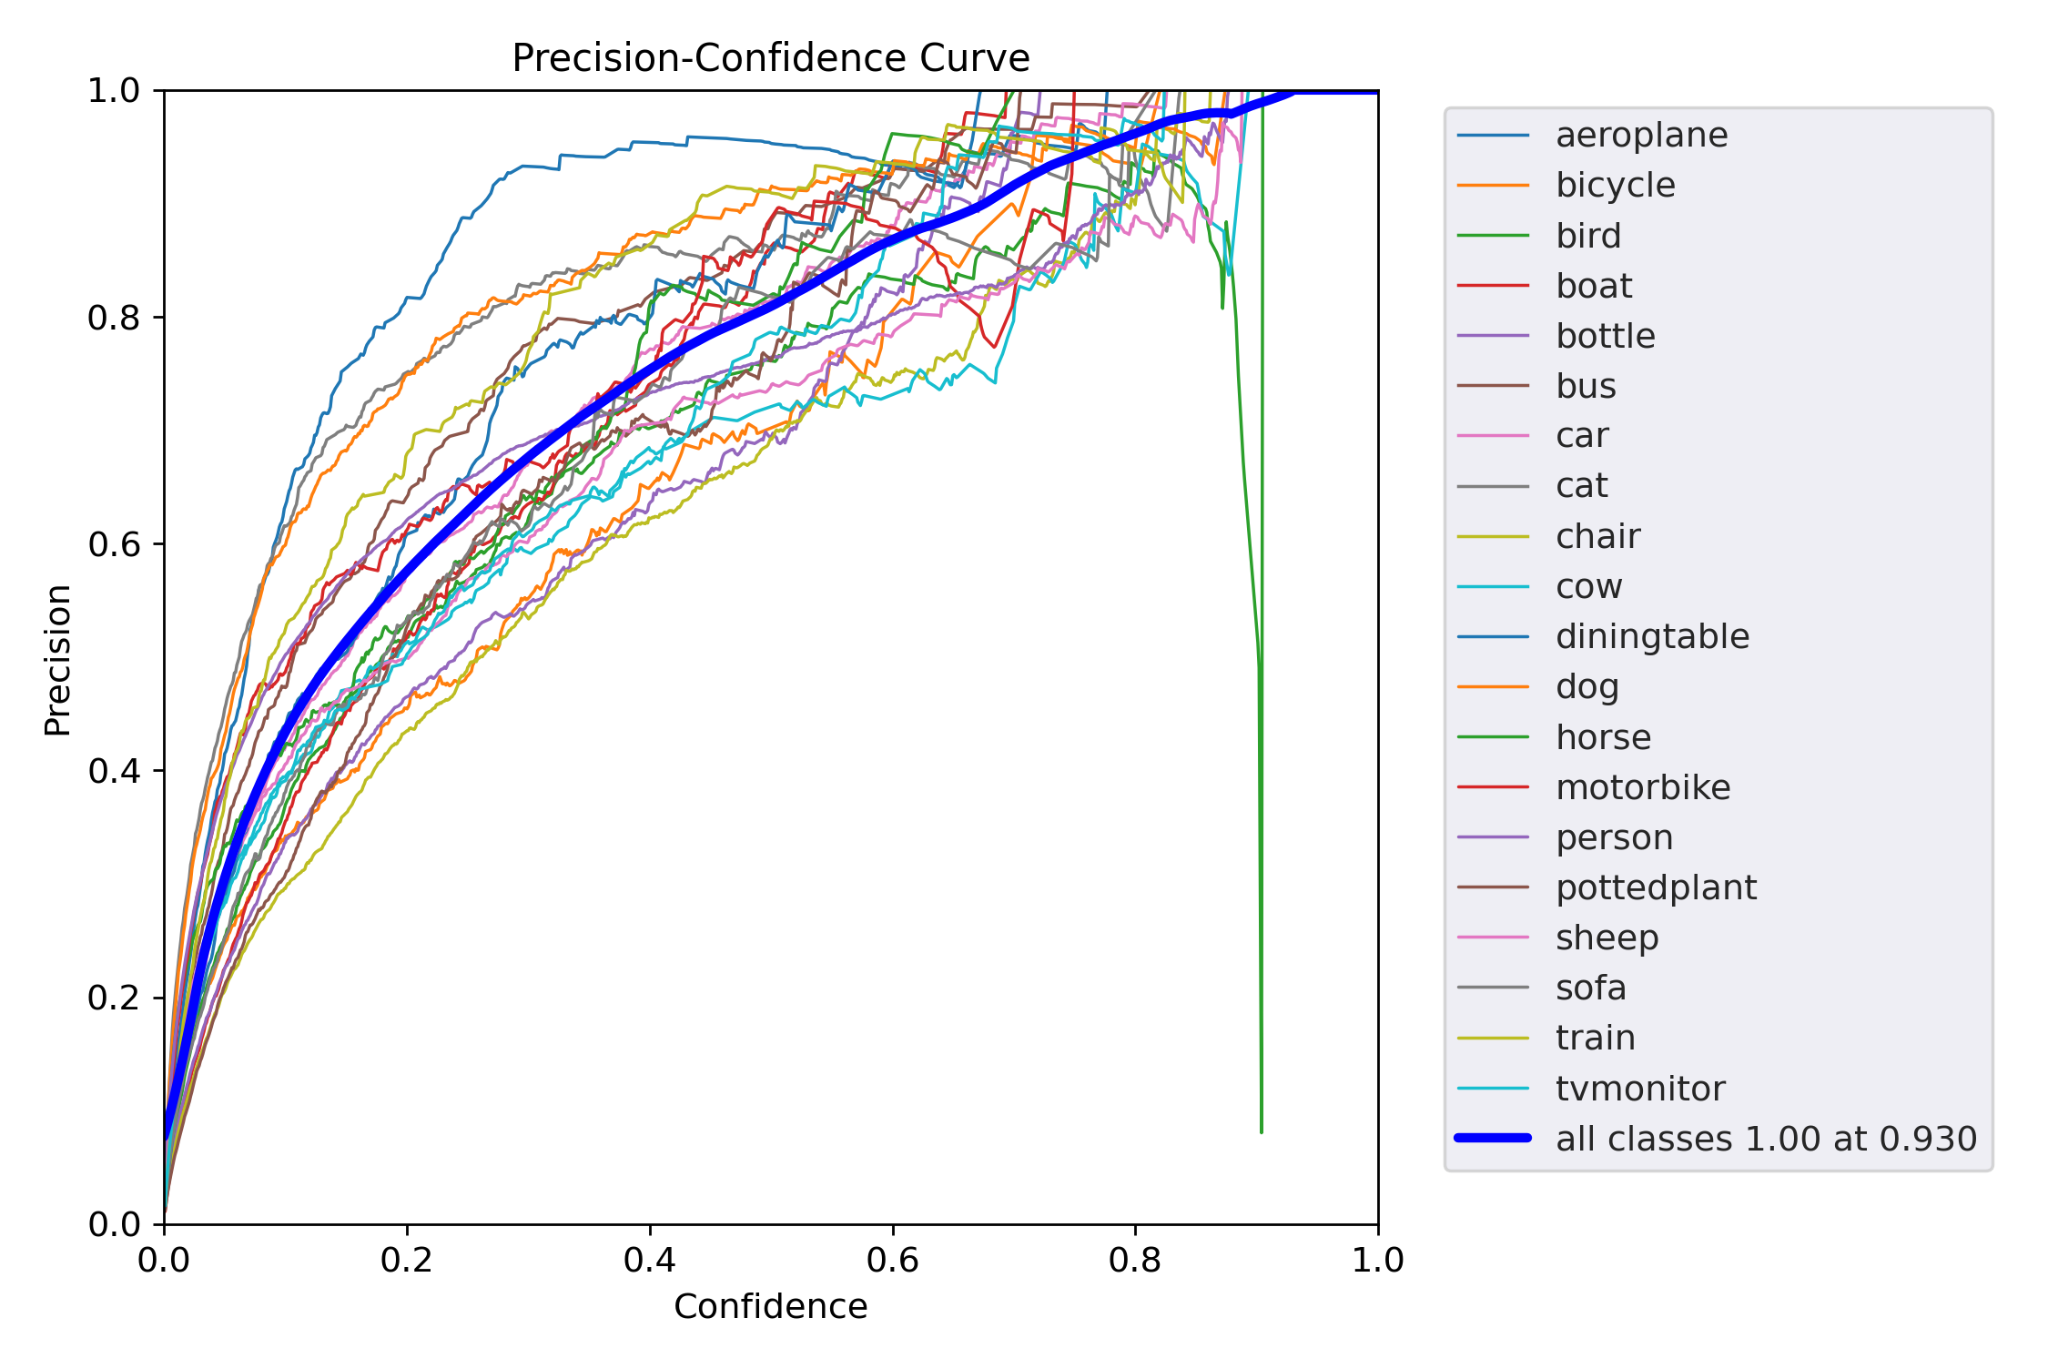 Precision-Confidence Curve
1.0
0.8
0.6
0.4
0.2
0.0
Precision
0.0 0.2 0.4 0.6 0.8 1.0
Confidence
aeroplane
bicycle
bird
boat
bottle
bus
car
cat
chair
cow
diningtable
dog
horse
motorbike
person
pottedplant
sheep
sofa
train
tvmonitor
all classes 1.00 at 0.930